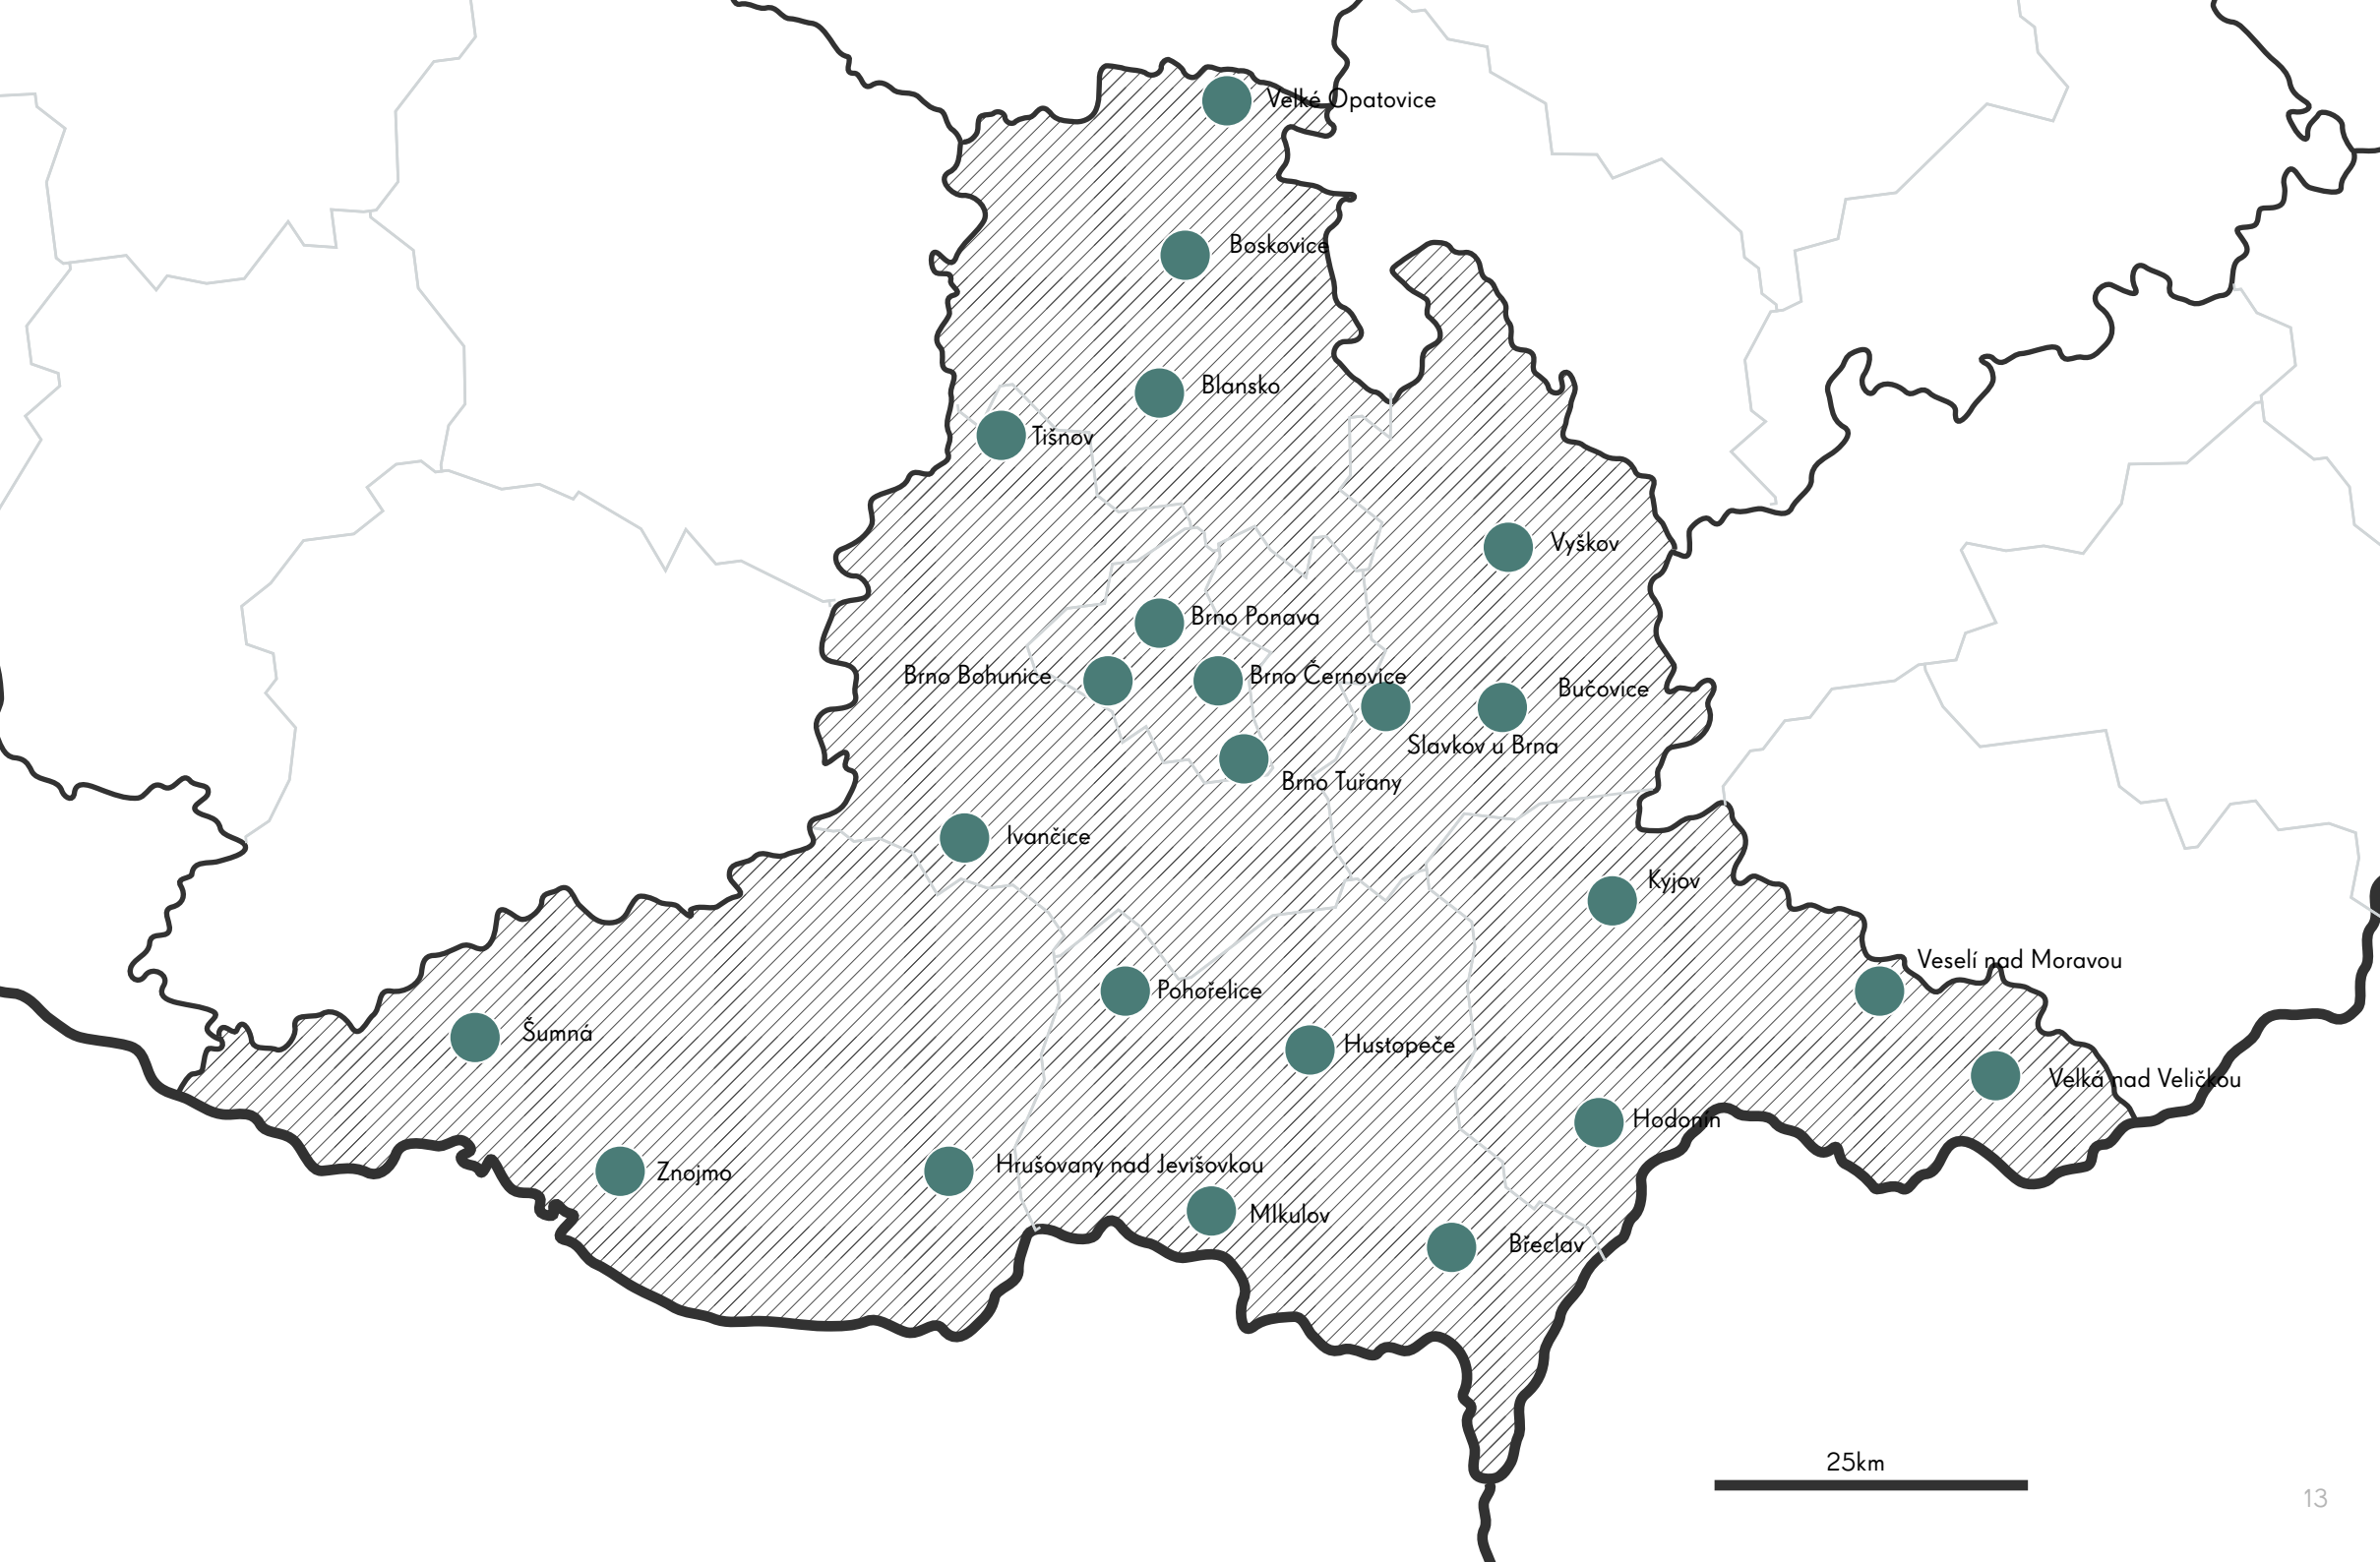 Velké Opatovice
Boskovice
Blansko
Tišnov
Vyškov
Brno Ponava
Brno Bohunice
Brno Černovice
Bučovice
Slavkov u Brna
Brno Tuřany
Ivančice
Kyjov
Veselí nad Moravou
Pohořelice
Šumná
Hustopeče
Velká nad Veličkou
Hodonín
Hrušovany nad Jevišovkou
Znojmo
MIkulov
Břeclav
25km
13